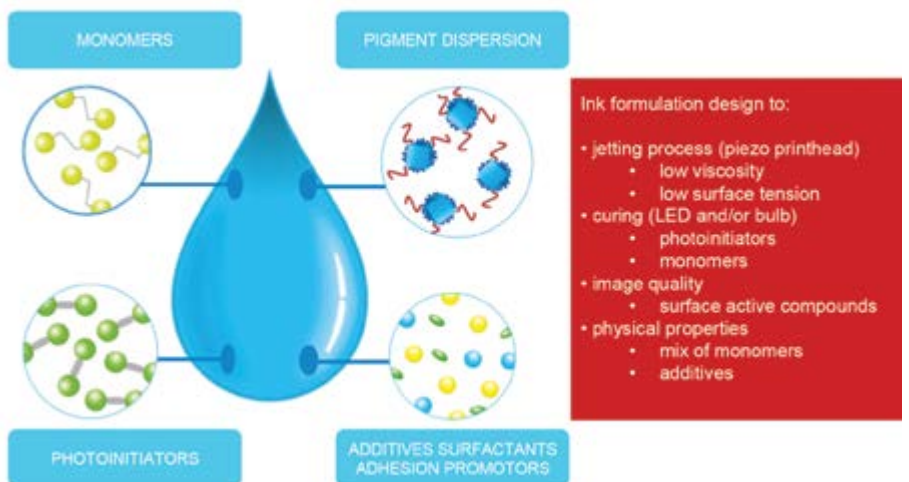 MONOMERS
PIGMENT DISPERSION
Ink formulation design to:
• jetting process (piezo printhead)
• low viscosity
• low surface tension
• curing (LED and/or bulb)
• photoinitiators
• monomers
• image quality
• surface active compounds
• physical properties
• mix of monomers
• additives
PHOTOINITIATORS
ADDITIVES SURFACTANTS
ADHESION PROMOTORS